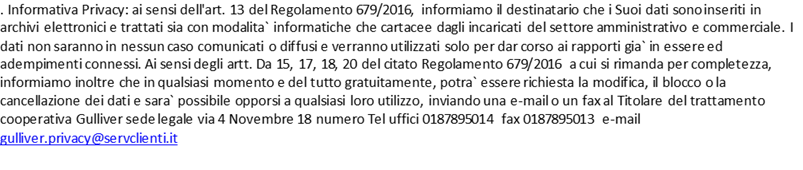 . Informativa Privacy: ai sensi dell'art. 13 del Regolamento 679/2016,  informiamo il destinatario che i Suoi dati sono inseriti in
archivi elettronici e trattati sia con modalita` informatiche che cartacee dagli incaricati del settore amministrativo e commerciale. I
dati non saranno in nessun caso comunicati o diffusi e verranno utilizzati solo per dar corso ai rapporti gia` in essere ed
adempimenti connessi. Ai sensi degli artt. Da 15, 17, 18, 20 del citato Regolamento 679/2016  a cui si rimanda per completezza,
informiamo inoltre che in qualsiasi momento e del tutto gratuitamente, potra` essere richiesta la modifica, il blocco o la
cancellazione dei dati e sara` possibile opporsi a qualsiasi loro utilizzo, inviando una e-mail o un fax al Titolare del trattamento
cooperativa Gulliver sede legale via 4 Novembre 18 numero Tel uffici 0187895014  fax 0187895013  e-mail
gulliver.privacy@servclienti.it